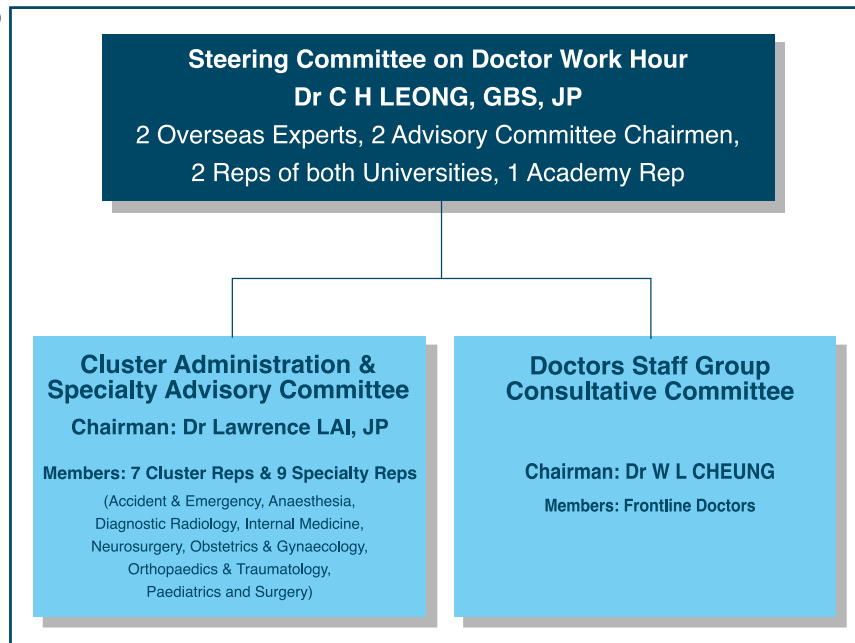 Steering Committee on Doctor Work Hour
Dr C H LEONG, GBS, JP
2 Overseas Experts, 2 Advisory Committee Chairmen,
2 Reps of both Universities, 1 Academy Rep
Cluster Administration &
Specialty Advisory Committee
Chairman: Dr Lawrence LAI, JP
Members: 7 Cluster Reps & 9 Specialty Reps
(Accident & Emergency, Anaesthesia,
Diagnostic Radiology, Internal Medicine,
Neurosurgery, Obstetrics & Gynaecology,
Orthopaedics & Traumatology,
Paediatrics and Surgery)
Doctors Staff Group
Consultative Committee
Chairman: Dr W L CHEUNG
Members: Frontline Doctors